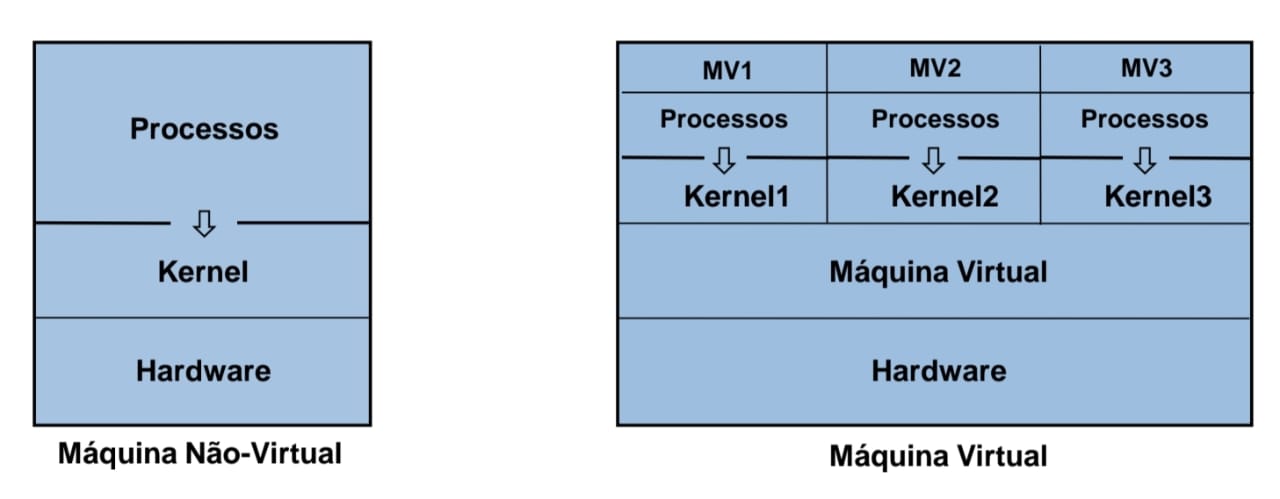 Processos
Kernel
Hardware
Máquina Não-Virtual
MV1 MV2 MV3
Processos Processos Processos
Kernel1 Kernel2 Kernel3
Máquina Virtual
Hardware
Máquina Virtual